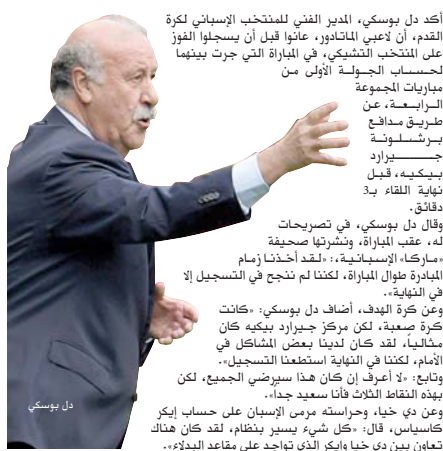 أكد دل بوسكي، المدير الفني للمنتخب الإسباني لكرة
القدم، أن لاعبي الماتادور، عانوا قبل أن يسجلوا الفوز
على المنتخب التشيكي، في المباراة التي جرت بينهما
لحساب الجولة الأولى من
مباريات المجموعة
الرابعة، عن
طريق مدافع
برشلونة
جيرارد
بيكيه، قبل
نهاية اللقاء بـ3
دقائق.
وقال دل بوسكي، في تصريحات
له، عقب المباراة، ونشرتها صحيفة
«ماركا» الإسبانية،: «لقد أخذنا زمام
المبادرة طوال المباراة، لكننا لم ننجح في التسجيل إلا
في النهاية».
وعن كرة الهدف، أضاف دل بوسكي: «كانت
كرة صعبة، لكن مركز جيرارد بيكيه كان
مثالياً، لقد كان لدينا بعض المشاكل في
الأمام، لكننا في النهاية استطعنا التسجيل».
وتابع: «لا أعرف إن كان هذا سيرضي الجميع، لكن
بهذه النقاط الثلاث فأنا سعيد جداً».
وعن دي خيا، وحراسته مرمى الإسبان على حساب إيكر
كاسياس، قال: «كل شيء يسير بنظام، لقد كان هناك
تعاون بين دي خيا وإيكر الذي تواجد على مقاعد البدلاء».
دل بوسكي